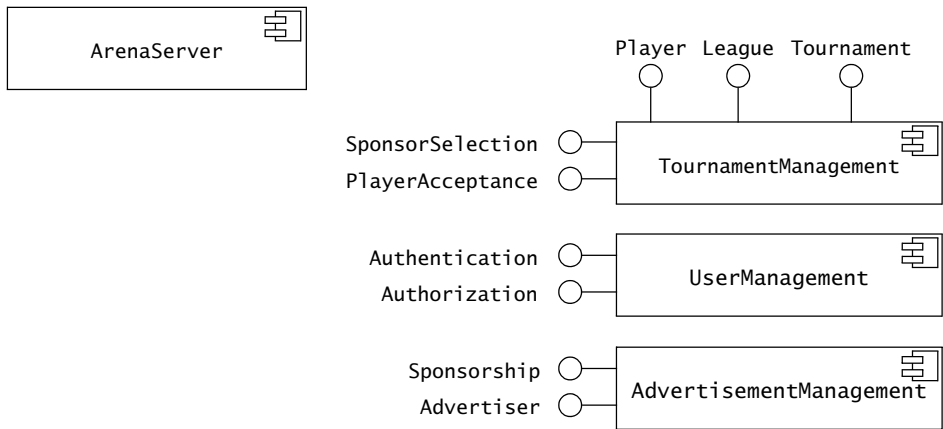 ArenaServer
Player League Tournament
SponsorSelection
PlayerAcceptance
TournamentManagement
Authentication
Authorization
UserManagement
Sponsorship
Advertiser
AdvertisementManagement